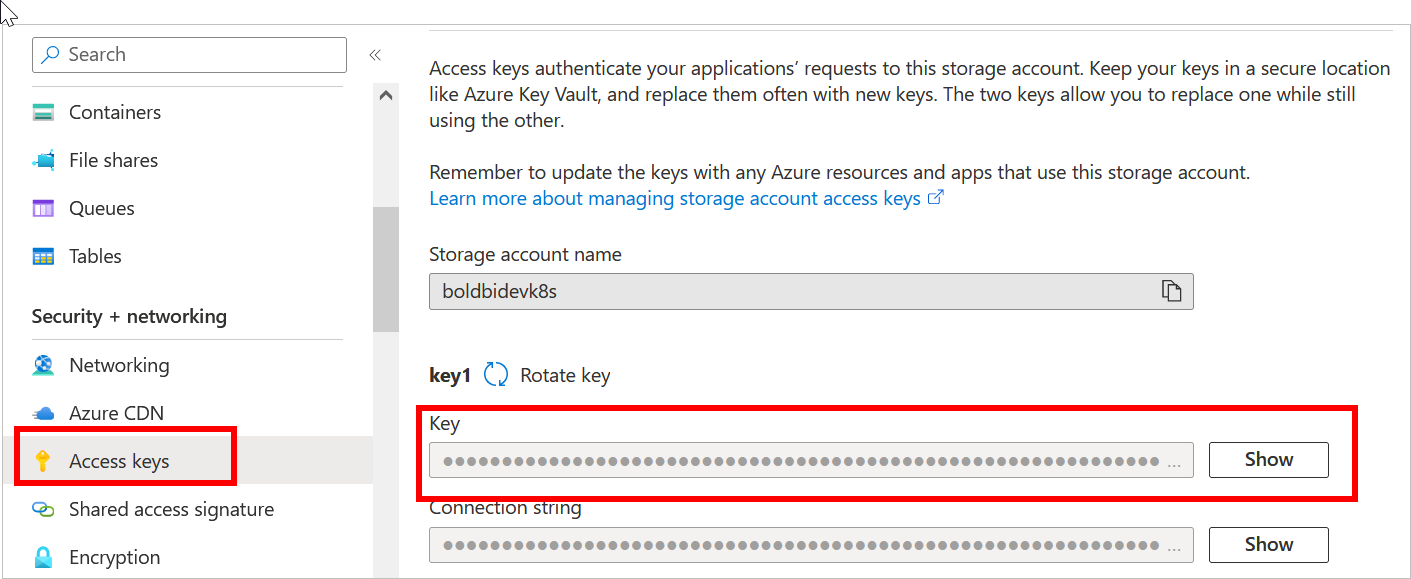 Search
Containers
File shares
Queues
Tables
Security + networking
Networking
Azure CDN
Access keys
Shared access signature
Encryption
Access keys authenticate your applications’ requests to this storage account. Keep your keys in a secure location
like Azure Key Vault, and replace them often with new keys. The two keys allow you to replace one while still
using the other.
Remember to update the keys with any Azure resources and apps that use this storage account.
Learn more about managing storage account access keys
Storage account name
boldbidevk8s
key1 Rotate key
Key
... Show
Connection string
... Show